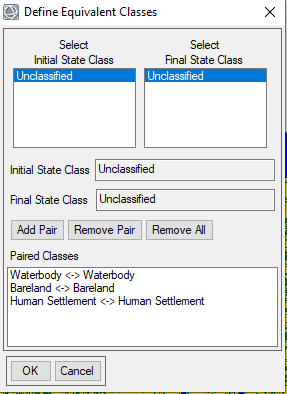 Define Equivalent Classes
Select
Initial State Class
Select
Final State Class
Unclassified
Unclassified
Initial State Class Unclassified
Final State Class Unclassified
Add Pair Remove Pair Remove All
Paired Classes
Waterbody <-> Waterbody
Bareland <-> Bareland
Human Settlement <-> Human Settlement
OK Cancel